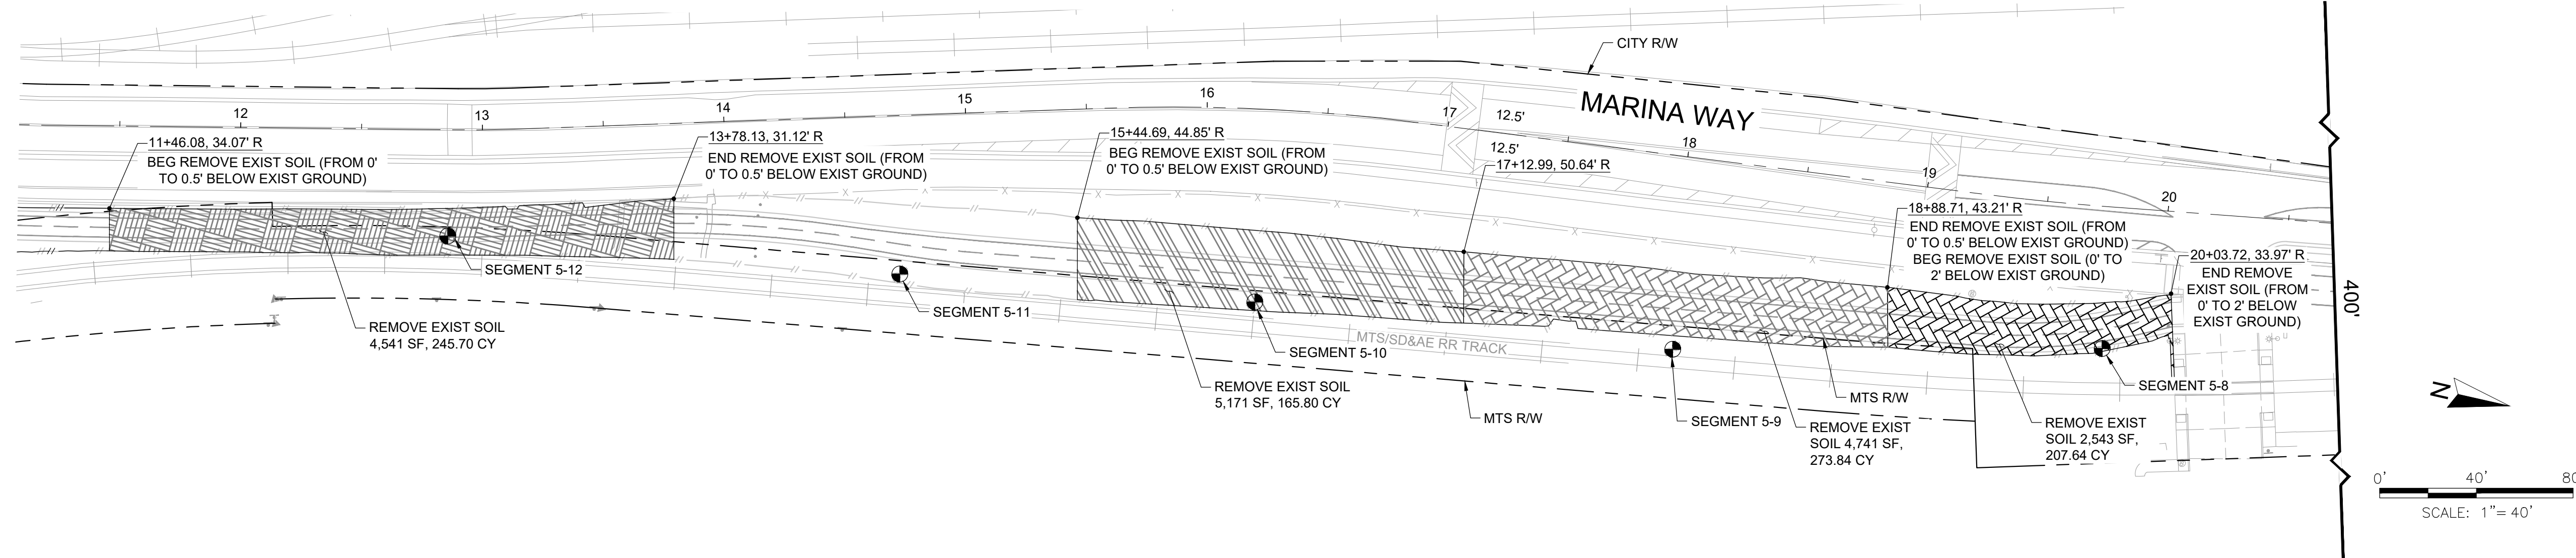 CITY R/W
MARINA WAY
12
13
14
15
16
17
18
19
20
12.5'
12.5'
11+46.08, 34.07' R
BEG REMOVE EXIST SOIL (FROM 0'
TO 0.5' BELOW EXIST GROUND)
13+78.13, 31.12' R
END REMOVE EXIST SOIL (FROM
0' TO 0.5' BELOW EXIST GROUND)
15+44.69, 44.85' R
BEG REMOVE EXIST SOIL (FROM
0' TO 0.5' BELOW EXIST GROUND)
17+12.99, 50.64' R
18+88.71, 43.21' R
END REMOVE EXIST SOIL (FROM
0' TO 0.5' BELOW EXIST GROUND)
BEG REMOVE EXIST SOIL (0' TO
2' BELOW EXIST GROUND)
20+03.72, 33.97' R
END REMOVE
EXIST SOIL (FROM
0' TO 2' BELOW
EXIST GROUND)
400'
SEGMENT 5-12
SEGMENT 5-11
SEGMENT 5-10
SEGMENT 5-9
SEGMENT 5-8
REMOVE EXIST SOIL
4,541 SF, 245.70 CY
MTS/SD&AE RR TRACK
REMOVE EXIST SOIL
5,171 SF, 165.80 CY
MTS R/W
MTS R/W
REMOVE EXIST
SOIL 4,741 SF,
273.84 CY
REMOVE EXIST
SOIL 2,543 SF,
207.64 CY
N
0'
40'
80
SCALE: 1"= 40'